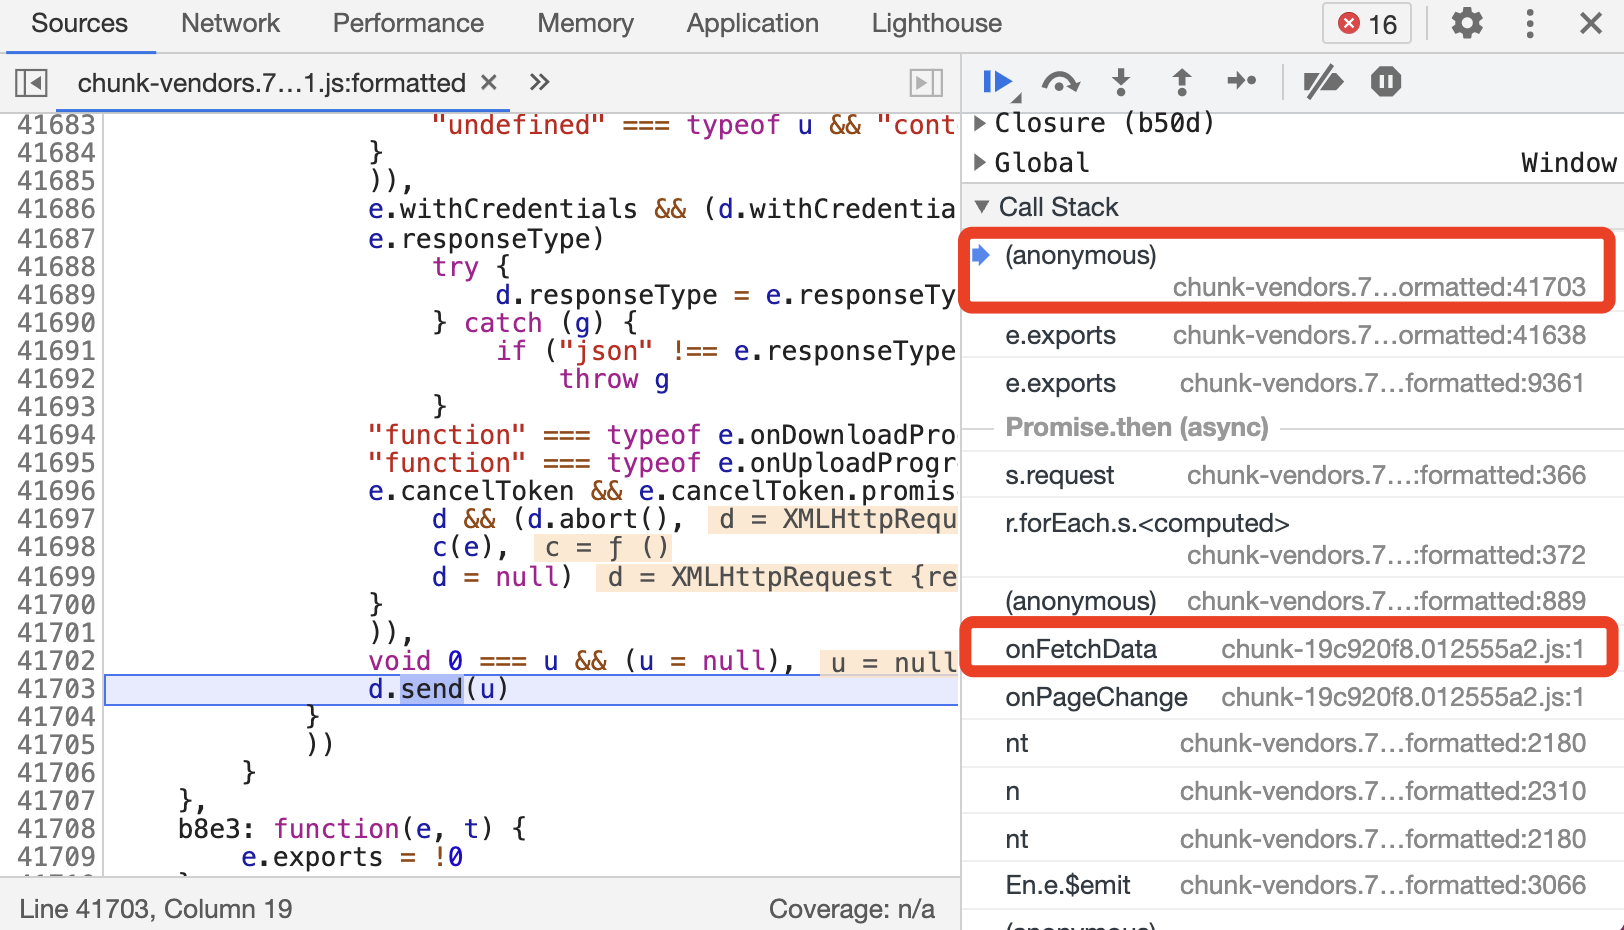 Sources Network Performance Memory Application Lighthouse 16
chunk-vendors.7…1.js:formatted
41683 "undefined" === typeof u && "cont
41684 }
41685 )),
41686 e.withCredentials && (d.withCredentia
41687 e.responseType)
41688 try {
41689 d.responseType = e.responseTy
41690 } catch (g) {
41691 if ("json" !== e.responseType
41692 throw g
41693 }
41694 "function" === typeof e.onDownloadPro
41695 "function" === typeof e.onUploadProgr
41696 e.cancelToken && e.cancelToken.promis
41697 d && (d.abort(), d = XMLHttpRequ
41698 c(e), c = ƒ ()
41699 d = null) d = XMLHttpRequest {re
41700 }
41701 )),
41702 void 0 === u && (u = null), u = null
41703 d.send(u)
41704 }
41705 ))
41706 }
41707 },
41708 b8e3: function(e, t) {
41709 e.exports = !0
Line 41703, Column 19 Coverage: n/a
Closure (b50d)
Global Window
Call Stack
(anonymous)
chunk-vendors.7…ormatted:41703
e.exports chunk-vendors.7…ormatted:41638
e.exports chunk-vendors.7…formatted:9361
Promise.then (async)
s.request chunk-vendors.7…:formatted:366
r.forEach.s.<computed>
chunk-vendors.7…:formatted:372
(anonymous) chunk-vendors.7…:formatted:889
onFetchData chunk-19c920f8.012555a2.js:1
onPageChange chunk-19c920f8.012555a2.js:1
nt chunk-vendors.7…formatted:2180
n chunk-vendors.7…formatted:2310
nt chunk-vendors.7…formatted:2180
En.e.$emit chunk-vendors.7…formatted:3066
(anonymous)